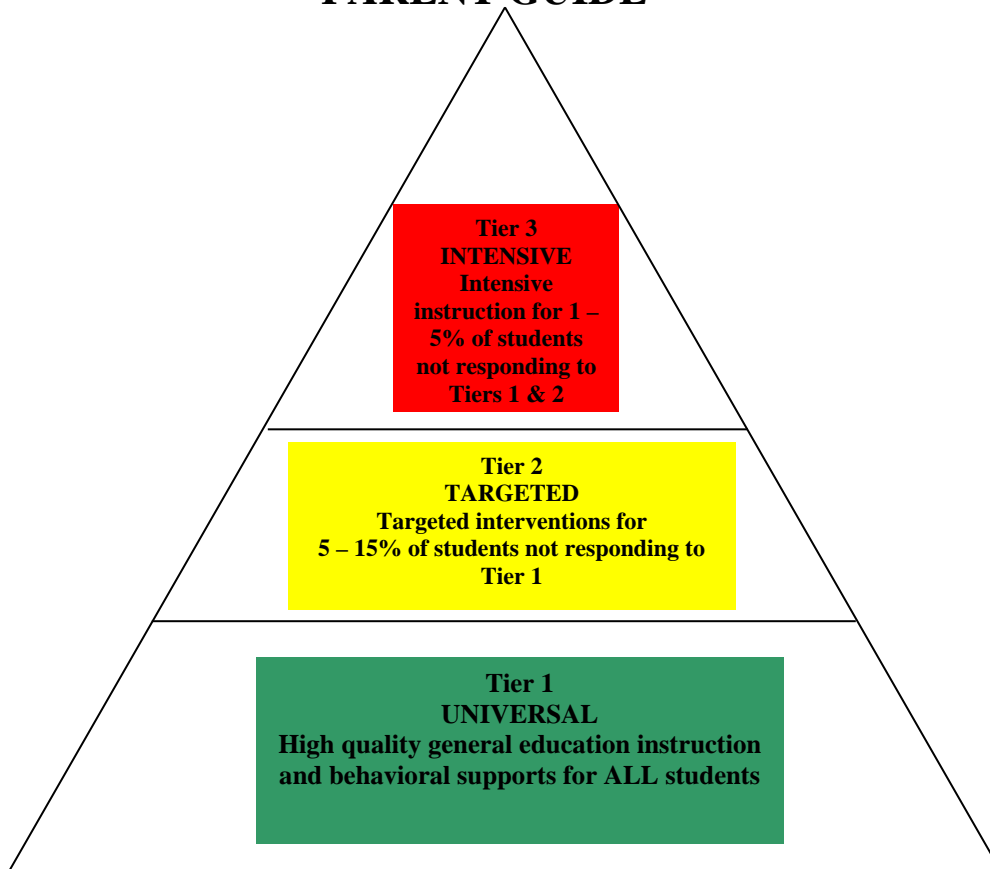 PARENT GUIDE
Tier 3
INTENSIVE
Intensive
instruction for 1 –
5% of students
not responding to
Tiers 1 & 2
Tier 2
TARGETED
Targeted interventions for
5 – 15% of students not responding to
Tier 1
Tier 1
UNIVERSAL
High quality general education instruction
and behavioral supports for ALL students